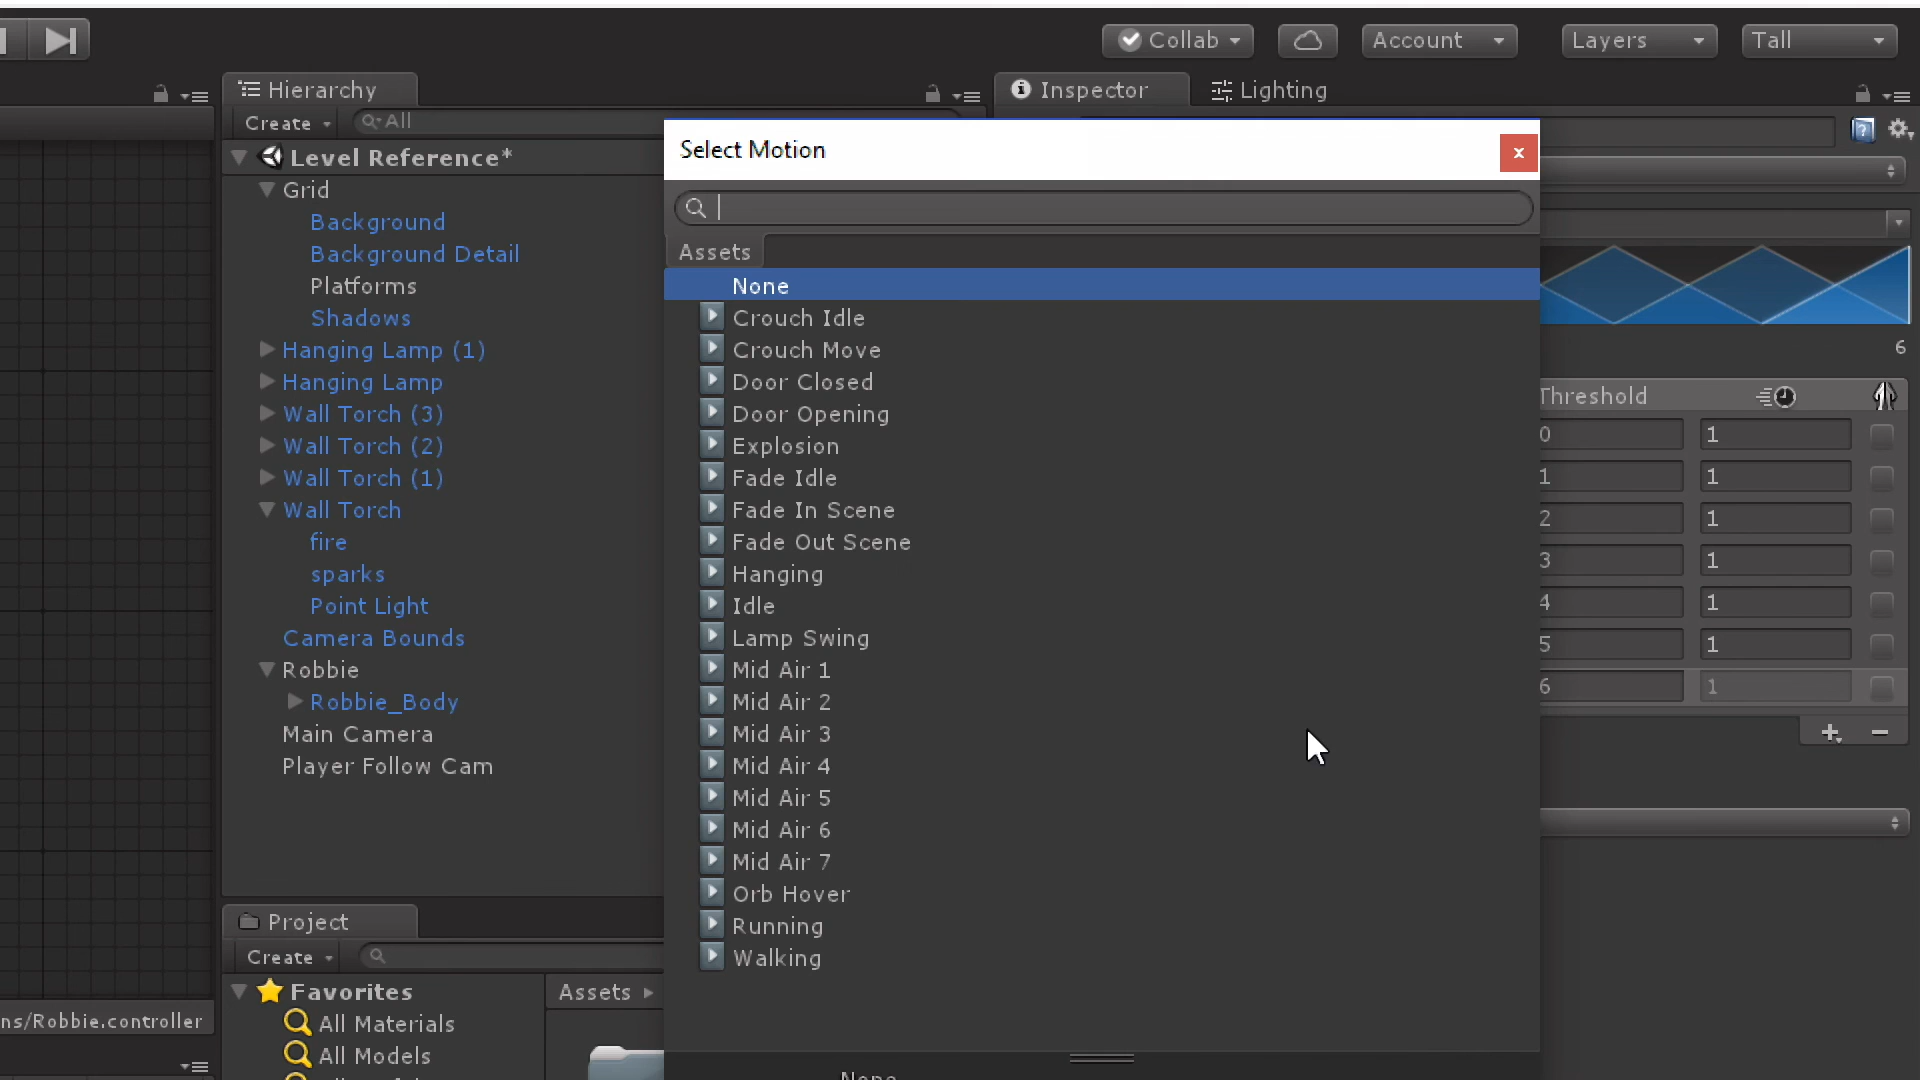 Collab
Account
Layers
Tall
Hierarchy
Inspector
Lighting
Create
All
Level Reference*
Grid
Background
Background Detail
Platforms
Shadows
Hanging Lamp (1)
Hanging Lamp
Wall Torch (3)
Wall Torch (2)
Wall Torch (1)
Wall Torch
fire
sparks
Point Light
Camera Bounds
Robbie
Robbie_Body
Main Camera
Player Follow Cam
Project
Create
Favorites
All Materials
All Models
Assets
ns/Robbie.controller
Select Motion
x
Assets
None
Crouch Idle
Crouch Move
Door Closed
Door Opening
Explosion
Fade Idle
Fade In Scene
Fade Out Scene
Hanging
Idle
Lamp Swing
Mid Air 1
Mid Air 2
Mid Air 3
Mid Air 4
Mid Air 5
Mid Air 6
Mid Air 7
Orb Hover
Running
Walking
None
6
Threshold
0 1
1 1
2 1
3 1
4 1
5 1
6 1